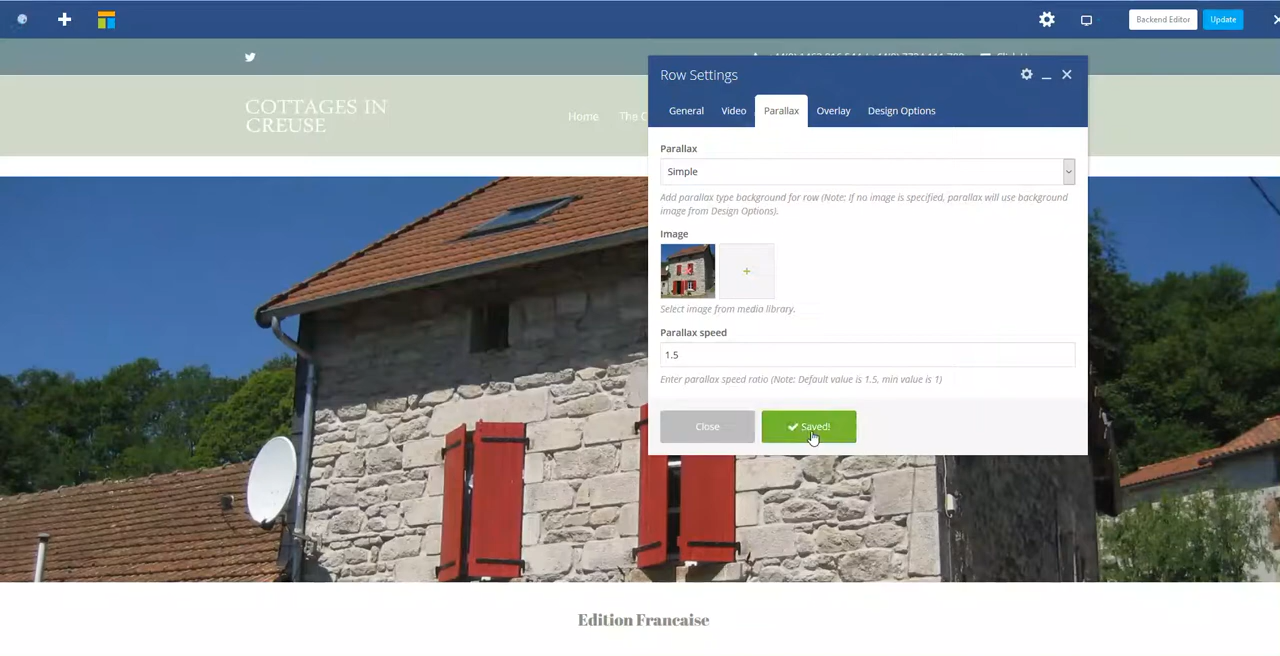 Backend Editor
Update
COTTAGES IN
CREUSE
Home
Row Settings
General
Video
Parallax
Overlay
Design Options
Parallax
Simple
Add parallax type background for row (Note: If no image is specified, parallax will use background
image from Design Options).
Image
Select image from media library.
Parallax speed
1.5
Enter parallax speed ratio (Note: Default value is 1.5, min value is 1)
Close
Saved!
Edition Francaise